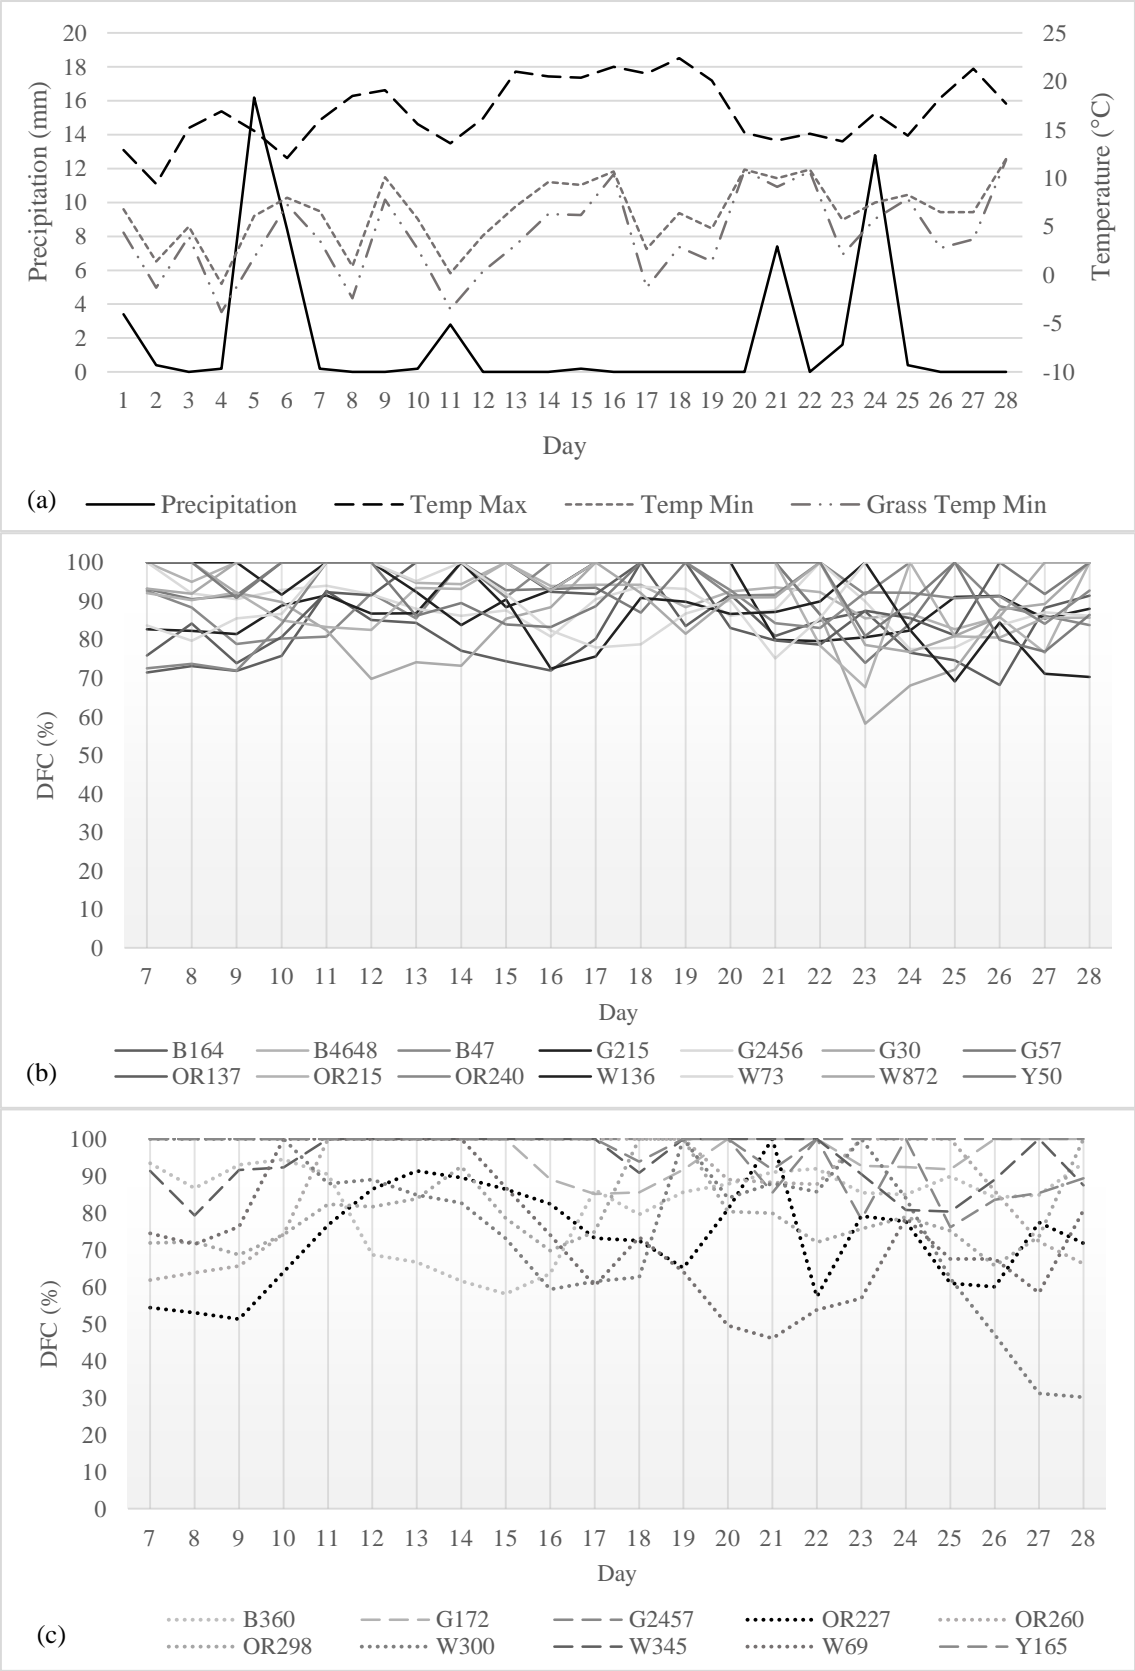 20
18
16
14
12
10
8
6
4
2
0
Precipitation (mm)
25
20
15
10
5
0
-5
-10
Temperature (°C)
1 2 3 4 5 6 7 8 9 10 11 12 13 14 15 16 17 18 19 20 21 22 23 24 25 26 27 28
Day
(a) Precipitation Temp Max Temp Min Grass Temp Min
100
90
80
70
60
50
40
30
20
10
0
DFC (%)
7 8 9 10 11 12 13 14 15 16 17 18 19 20 21 22 23 24 25 26 27 28
Day
B164 B4648 B47 G215 G2456 G30 G57
(b) OR137 OR215 OR240 W136 W73 W872 Y50
100
90
80
70
60
50
40
30
20
10
0
DFC (%)
7 8 9 10 11 12 13 14 15 16 17 18 19 20 21 22 23 24 25 26 27 28
Day
B360 G172 G2457 OR227 OR260
(c) OR298 W300 W345 W69 Y165